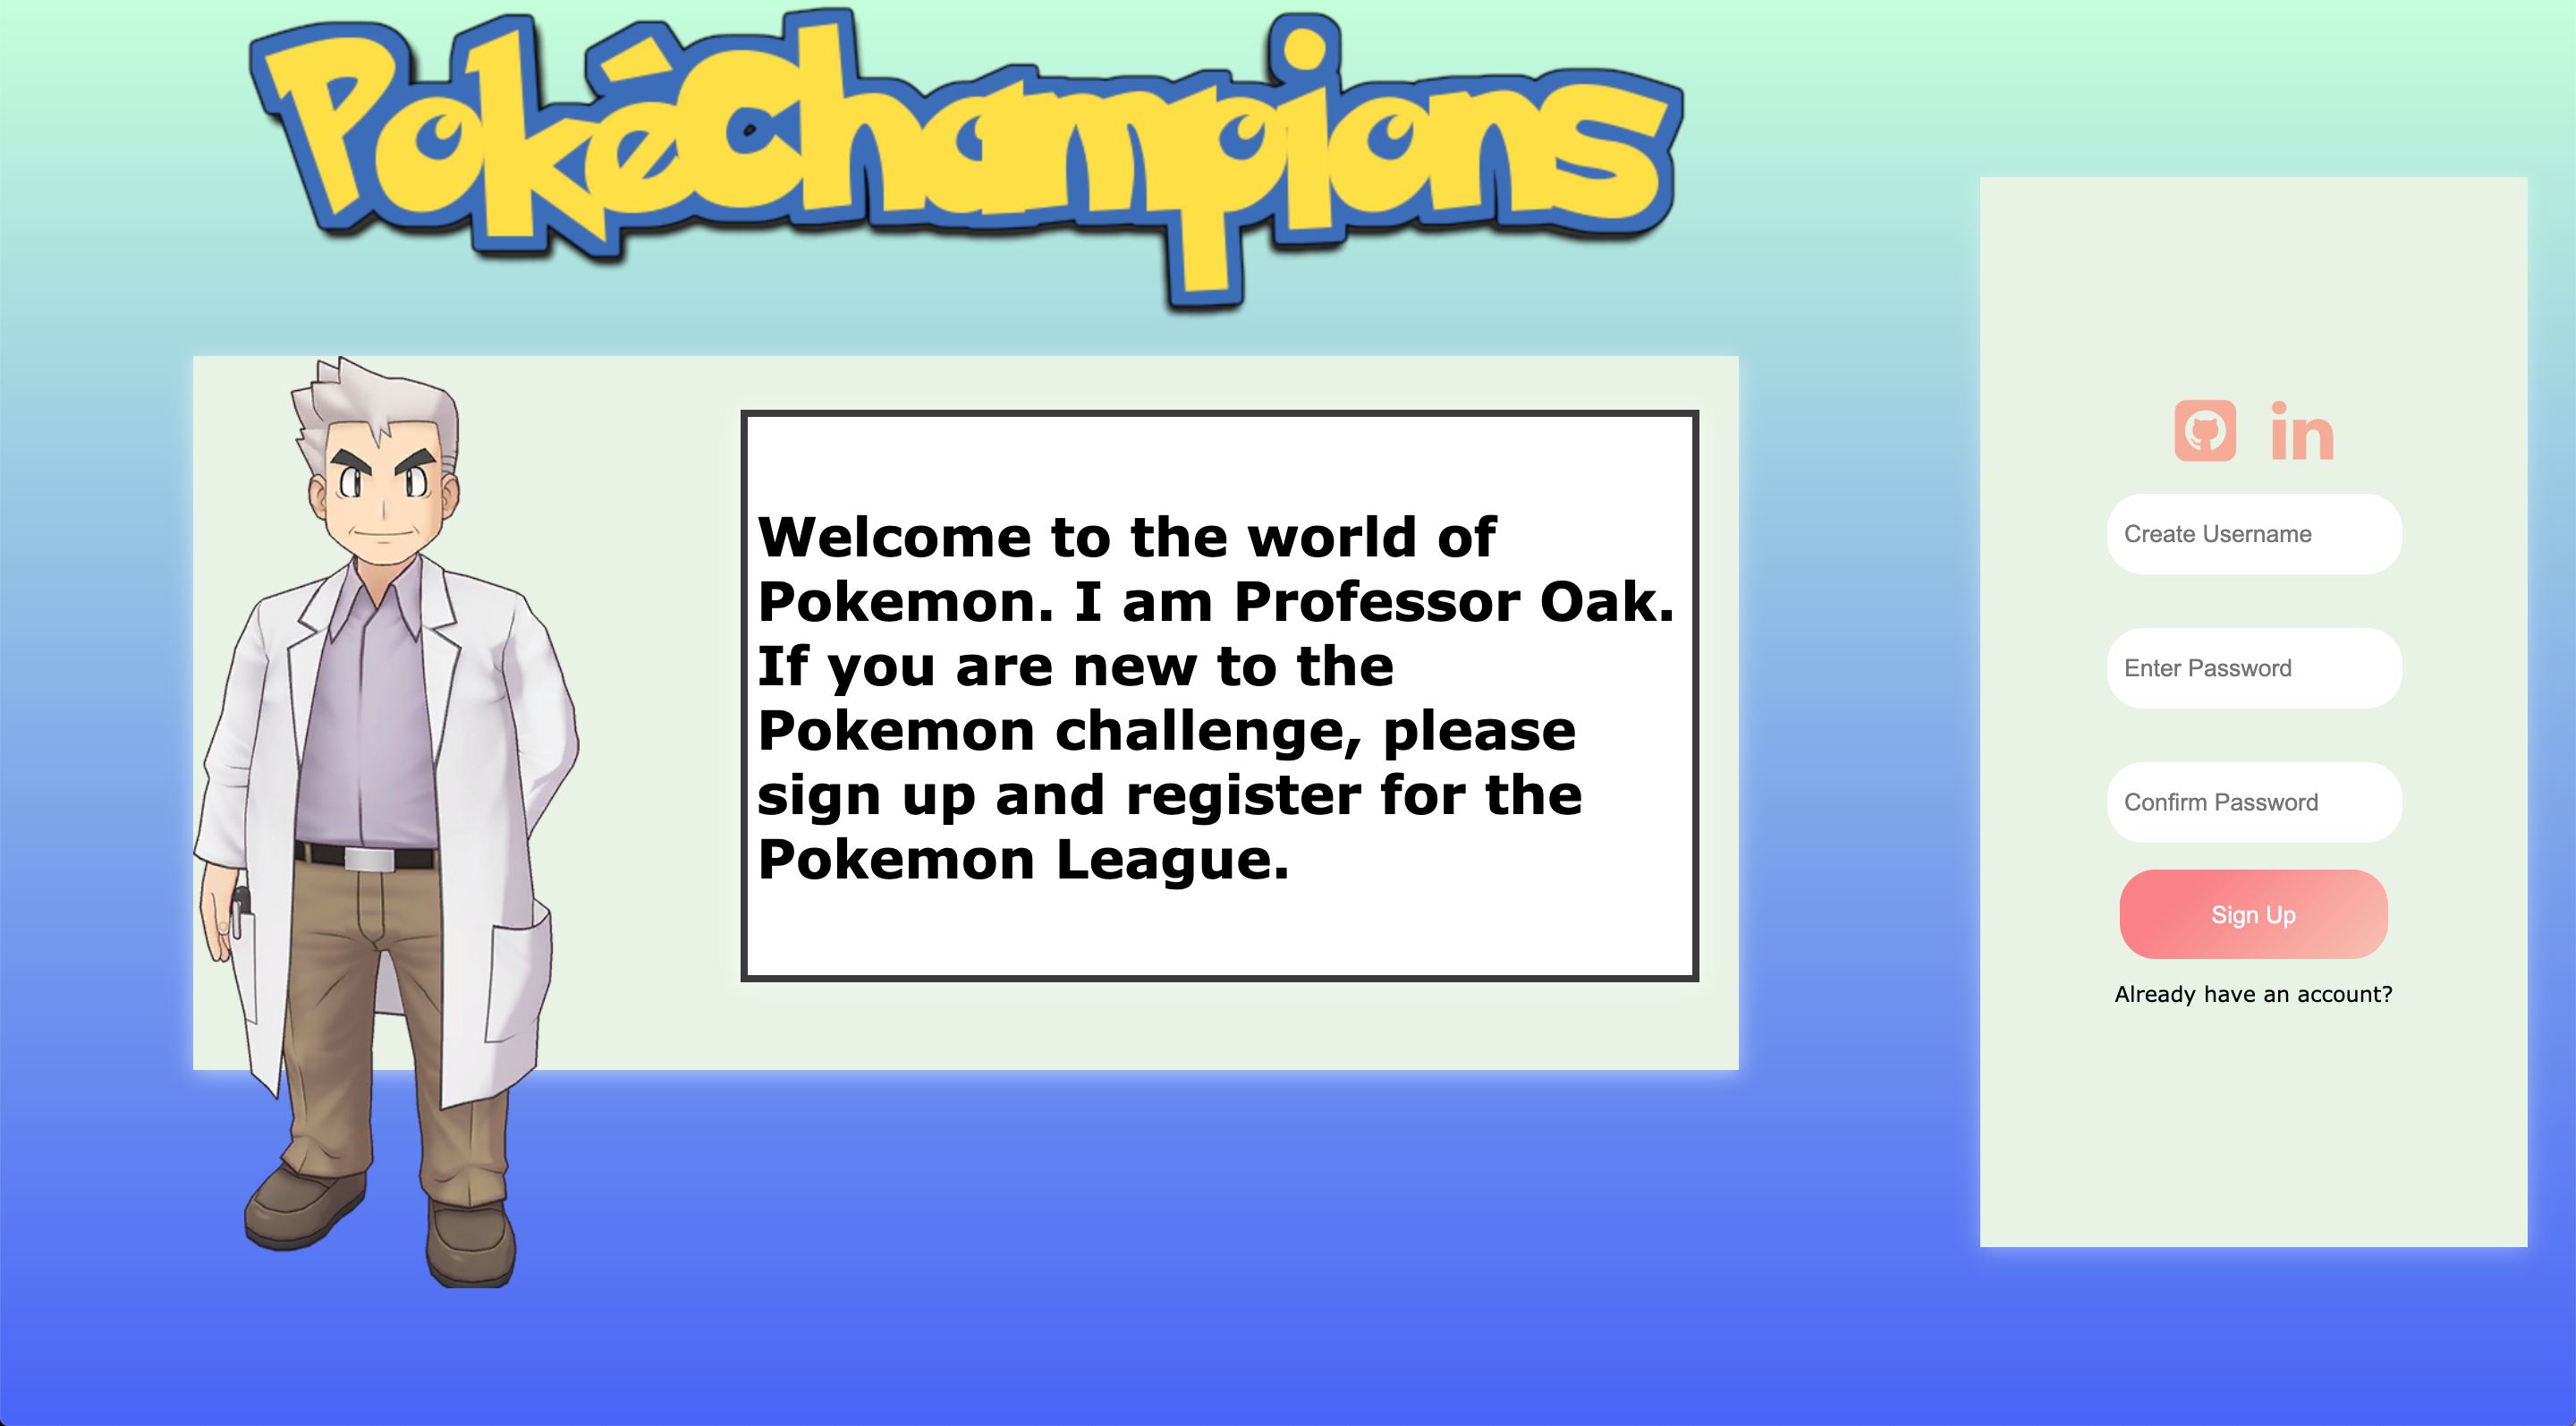 PokéChampions
Welcome to the world of
Pokemon. I am Professor Oak.
If you are new to the
Pokemon challenge, please
sign up and register for the
Pokemon League.
in
Create Username
Enter Password
Confirm Password
Sign Up
Already have an account?